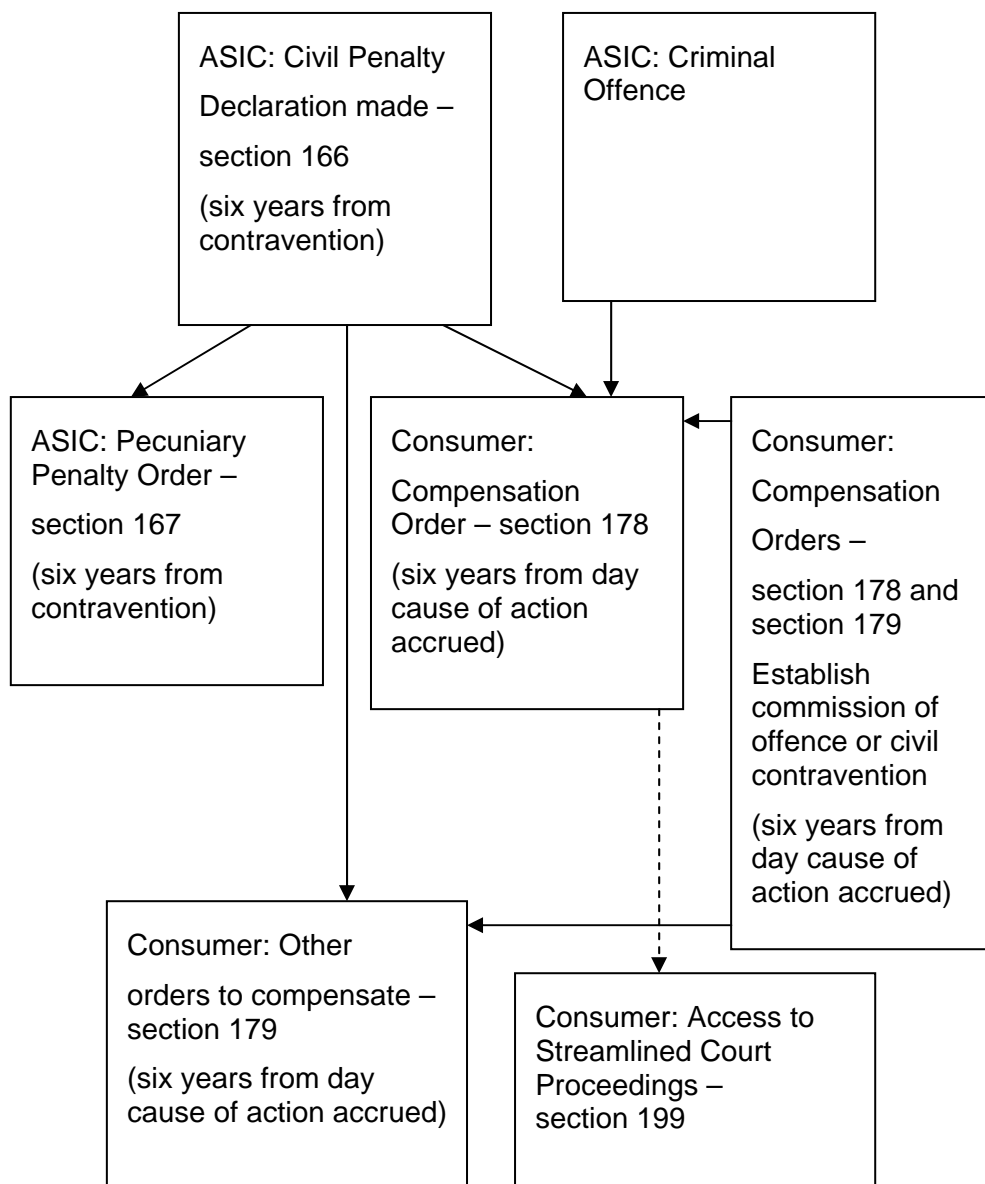 ASIC: Civil Penalty
Declaration made –
section 166
(six years from
contravention)
ASIC: Criminal
Offence
ASIC: Pecuniary
Penalty Order –
section 167
(six years from
contravention)
Consumer:
Compensation
Order – section 178
(six years from day
cause of action
accrued)
Consumer:
Compensation
Orders –
section 178 and
section 179
Establish
commission of
offence or civil
contravention
(six years from
day cause of
action accrued)
Consumer: Other
orders to compensate –
section 179
(six years from day
cause of action accrued)
Consumer: Access to
Streamlined Court
Proceedings –
section 199